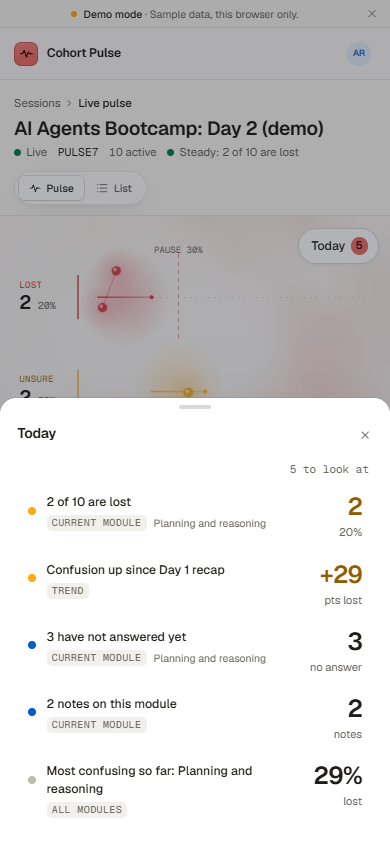 Demo mode · Sample data, this browser only.
Cohort Pulse
AR
Sessions › Live pulse
AI Agents Bootcamp: Day 2 (demo)
Live PULSE7 10 active Steady: 2 of 10 are lost
Pulse List
Today 5
PAUSE 30%
LOST
2 20%
UNSURE
Today
5 to look at
2 of 10 are lost
2
CURRENT MODULE Planning and reasoning
20%
Confusion up since Day 1 recap
+29
TREND
pts lost
3 have not answered yet
3
CURRENT MODULE Planning and reasoning
no answer
2 notes on this module
2
CURRENT MODULE
notes
Most confusing so far: Planning and
reasoning
29%
ALL MODULES
lost